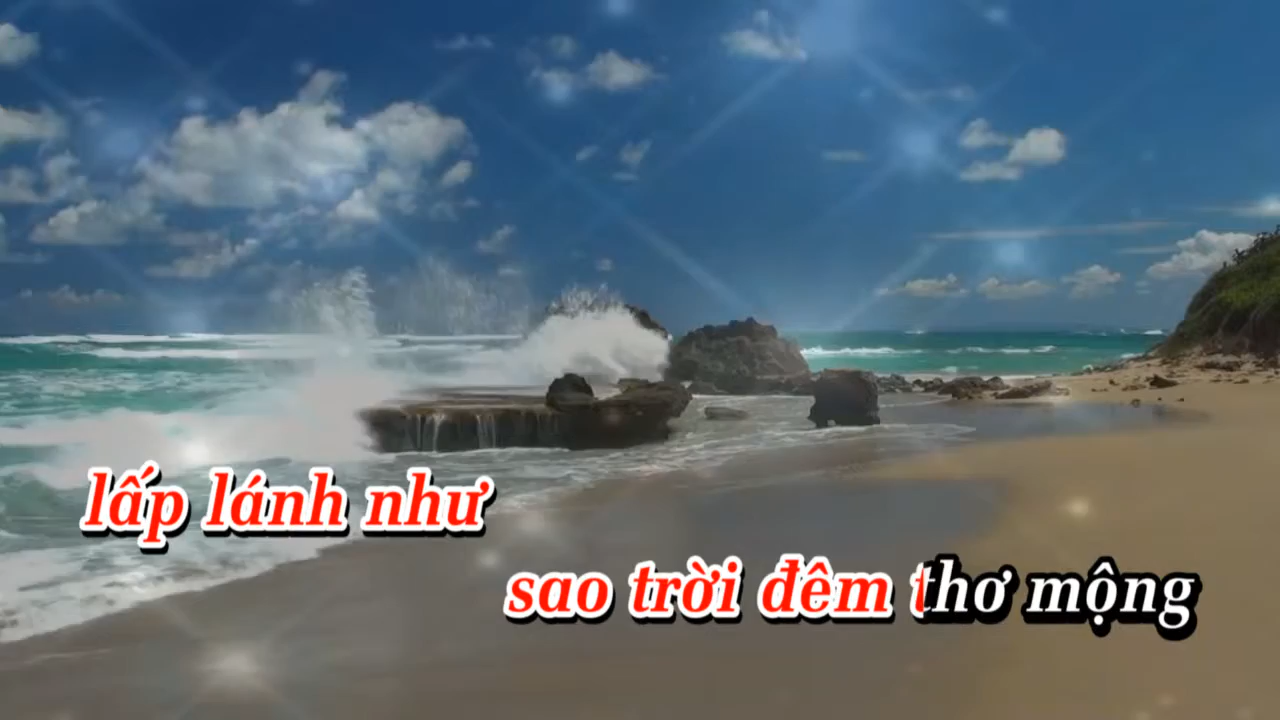 lấp lánh như
sao trời đêm thơ mộng